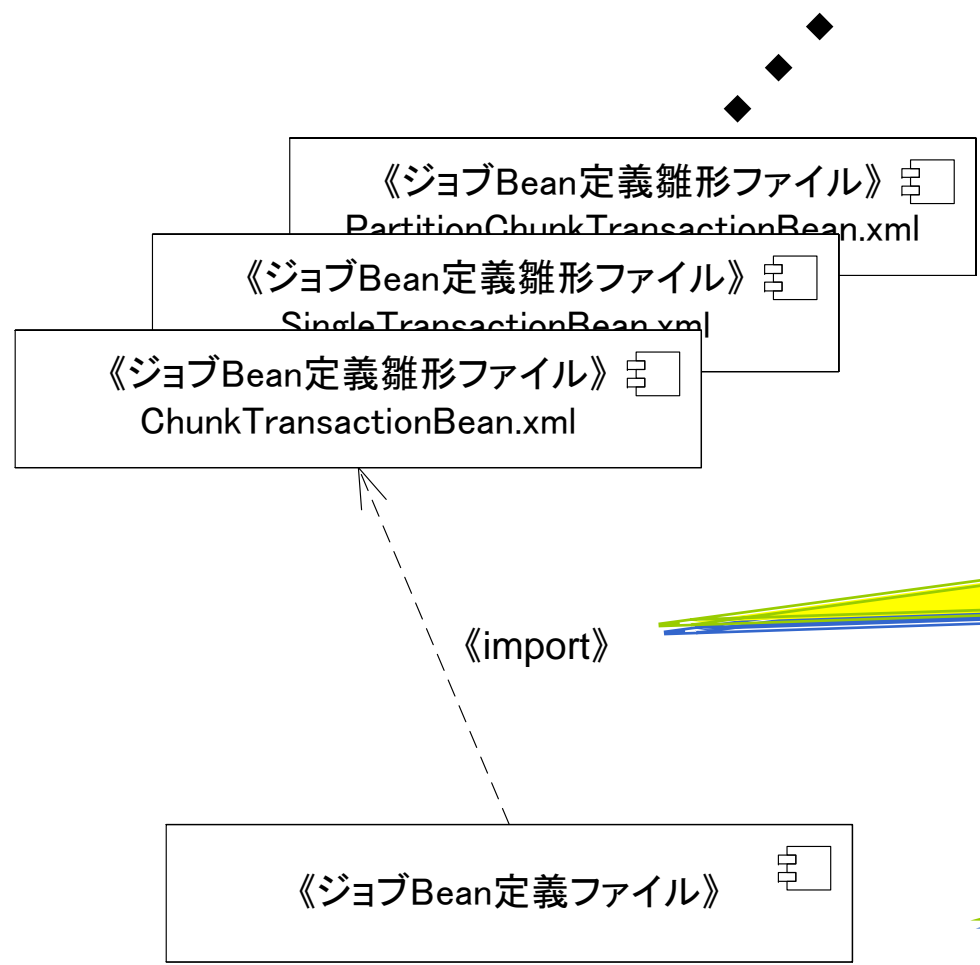 《ジョブBean定義雛形ファイル》
PartitionChunkTransactionBean.xml
《ジョブBean定義雛形ファイル》
SingleTransactionBean.xml
《ジョブBean定義雛形ファイル》
ChunkTransactionBean.xml
《import》
《ジョブBean定義ファイル》